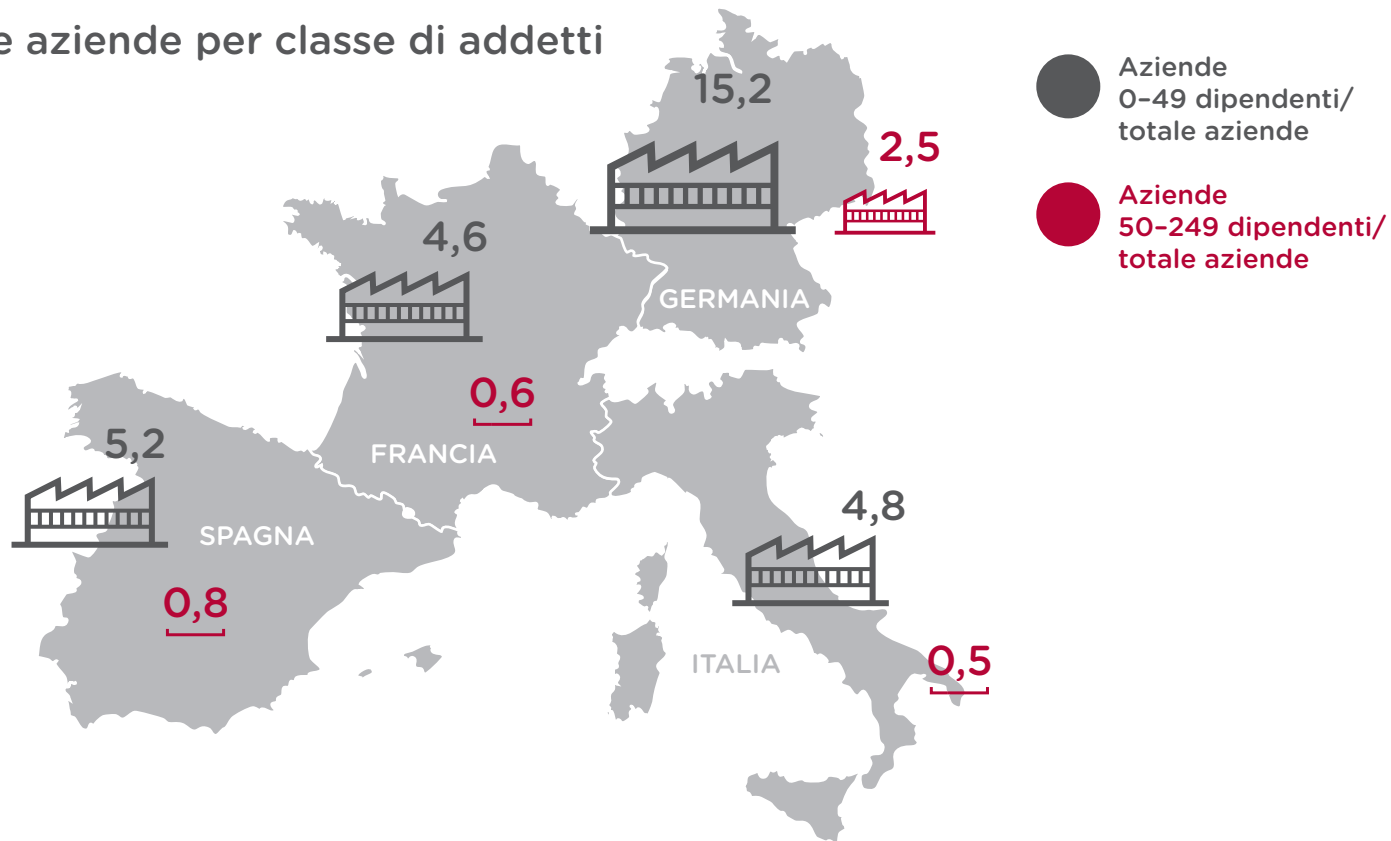 e aziende per classe di addetti
15,2
Aziende
0–49 dipendenti/
totale aziende
2,5
Aziende
50–249 dipendenti/
totale aziende
4,6
GERMANIA
0,6
5,2
FRANCIA
4,8
SPAGNA
0,8
ITALIA
0,5